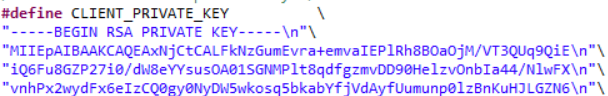 #define CLIENT_PRIVATE_KEY \
"-----BEGIN RSA PRIVATE KEY-----\n"\
"MIIEpAIBAAKCAQEAxNjCtCALFkNzGumEvra+emvaIEPlRh8BOaOjM/VT3QUq9QiE\n"\
"iQ6Fu8GZP27i0/dW8eYYsusOA01SGNMPlt8qdfgzmvDD90HelzvOnbIa44/NlwFX\n"\
"vnhPx2wydFx6eIzCQ0gy0NyDW5wkosq5bkabYfjVdAyfUumunp0lzBnKuHJLGZN6\n"\